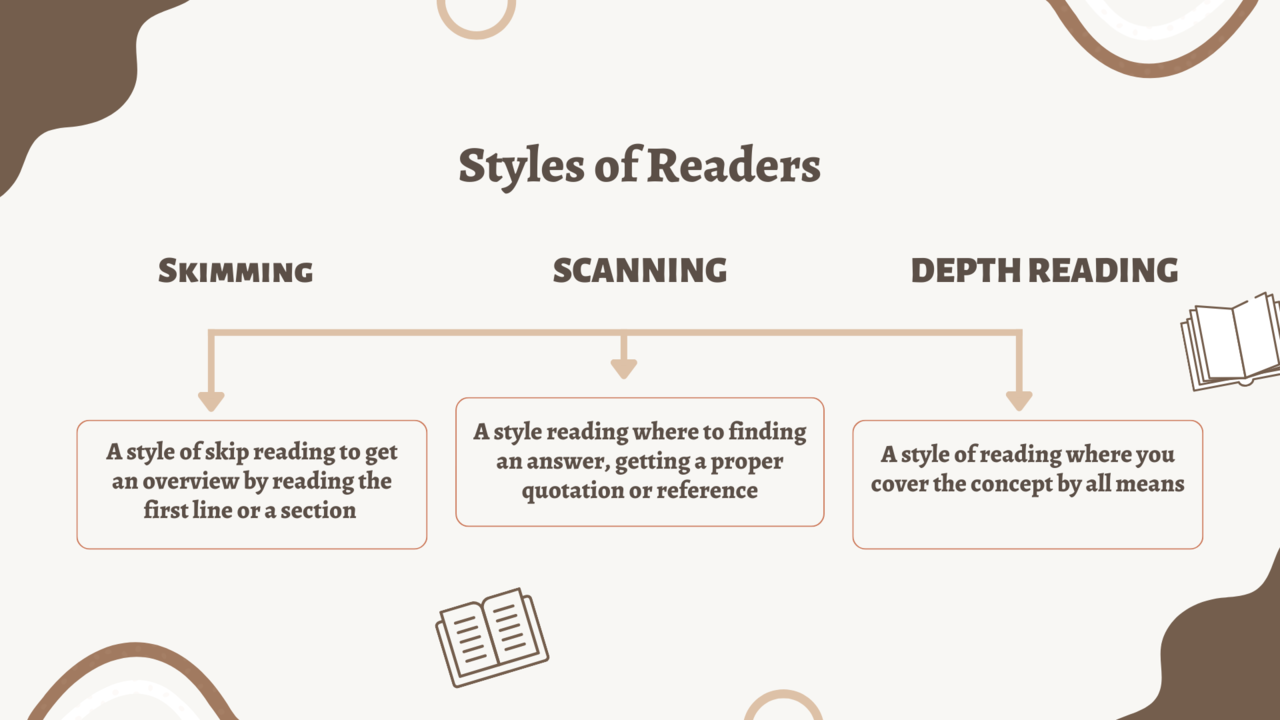 Styles of Readers
SKIMMING
SCANNING
DEPTH READING
A style of skip reading to get
an overview by reading the
first line or a section
A style reading where to finding
an answer, getting a proper
quotation or reference
A style of reading where you
cover the concept by all means